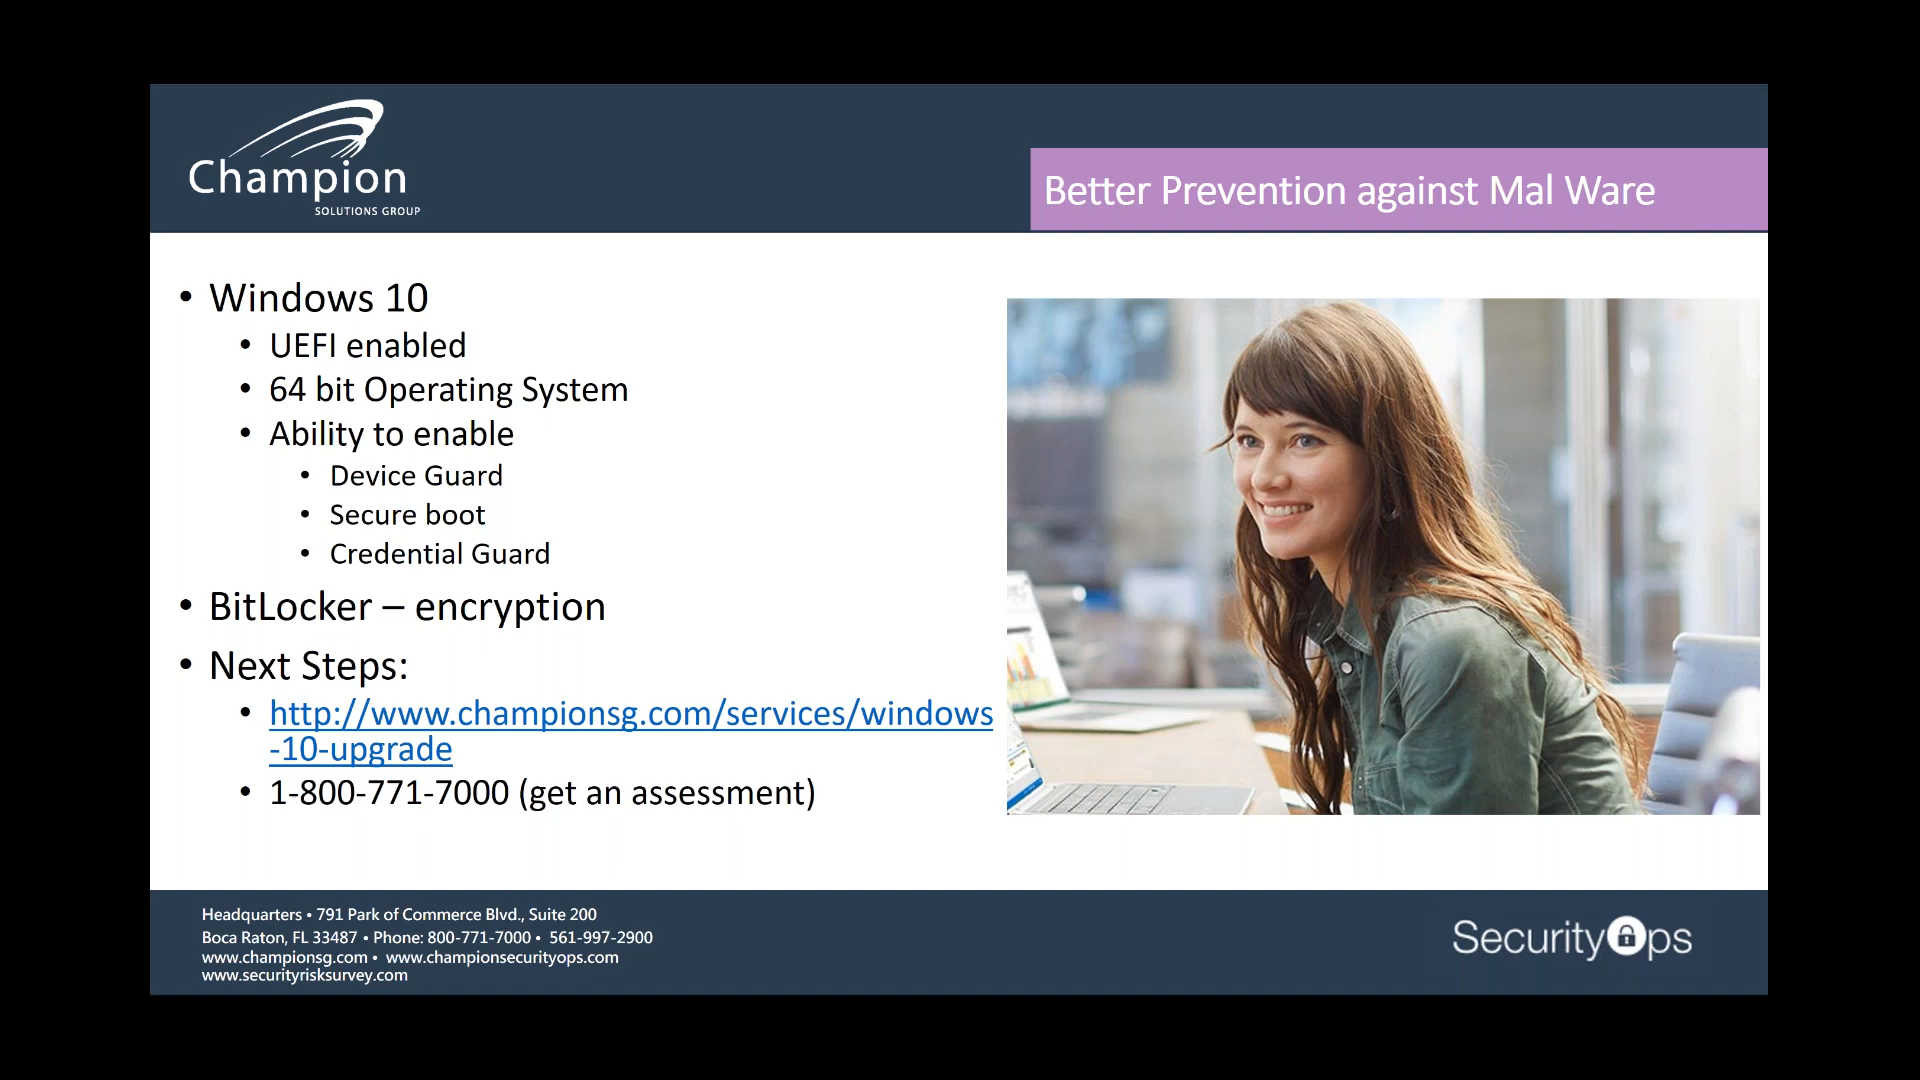 Champion
SOLUTIONS GROUP
Better Prevention against Mal Ware
• Windows 10
• UEFI enabled
• 64 bit Operating System
• Ability to enable
• Device Guard
• Secure boot
• Credential Guard
• BitLocker – encryption
• Next Steps:
• http://www.championsg.com/services/windows
-10-upgrade
• 1-800-771-7000 (get an assessment)
Headquarters • 791 Park of Commerce Blvd., Suite 200
Boca Raton, FL 33487 • Phone: 800-771-7000 • 561-997-2900
www.championsg.com • www.championsecurityops.com
www.securityrisksurvey.com
SecurityOps